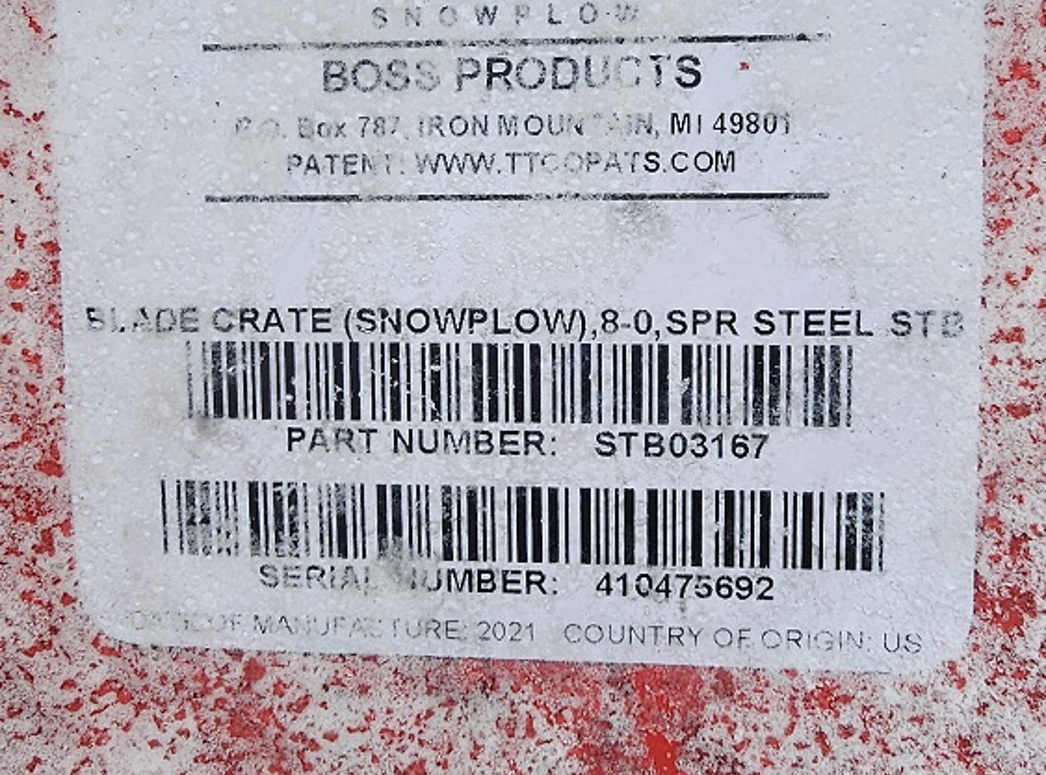 SNOWPLOW
BOSS PRODUCTS
P.O. Box 787, IRON MOUNTAIN, MI 49801
PATENT: WWW.TTCOPATS.COM
BLADE CRATE (SNOWPLOW),8-0,SPR STEEL STB
PART NUMBER: STB03167
SERIAL NUMBER: 410475692
DATE OF MANUFACTURE: 2021 COUNTRY OF ORIGIN: US